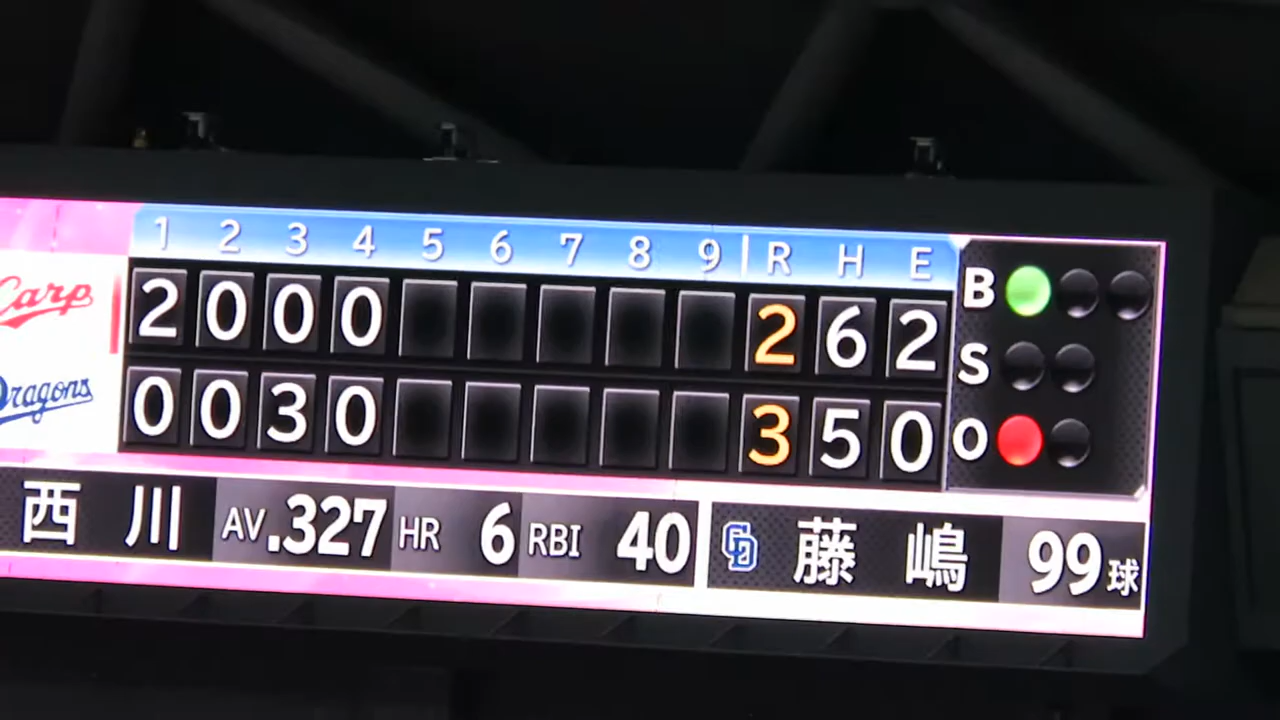 1 2 3 4 5 6 7 8 9 R H E
Carp 2 0 0 0 2 6 2
Dragons 0 0 3 0 3 5 0
B
S
O
西 川 AV .327 HR 6 RBI 40
CD 藤 嶋 99球